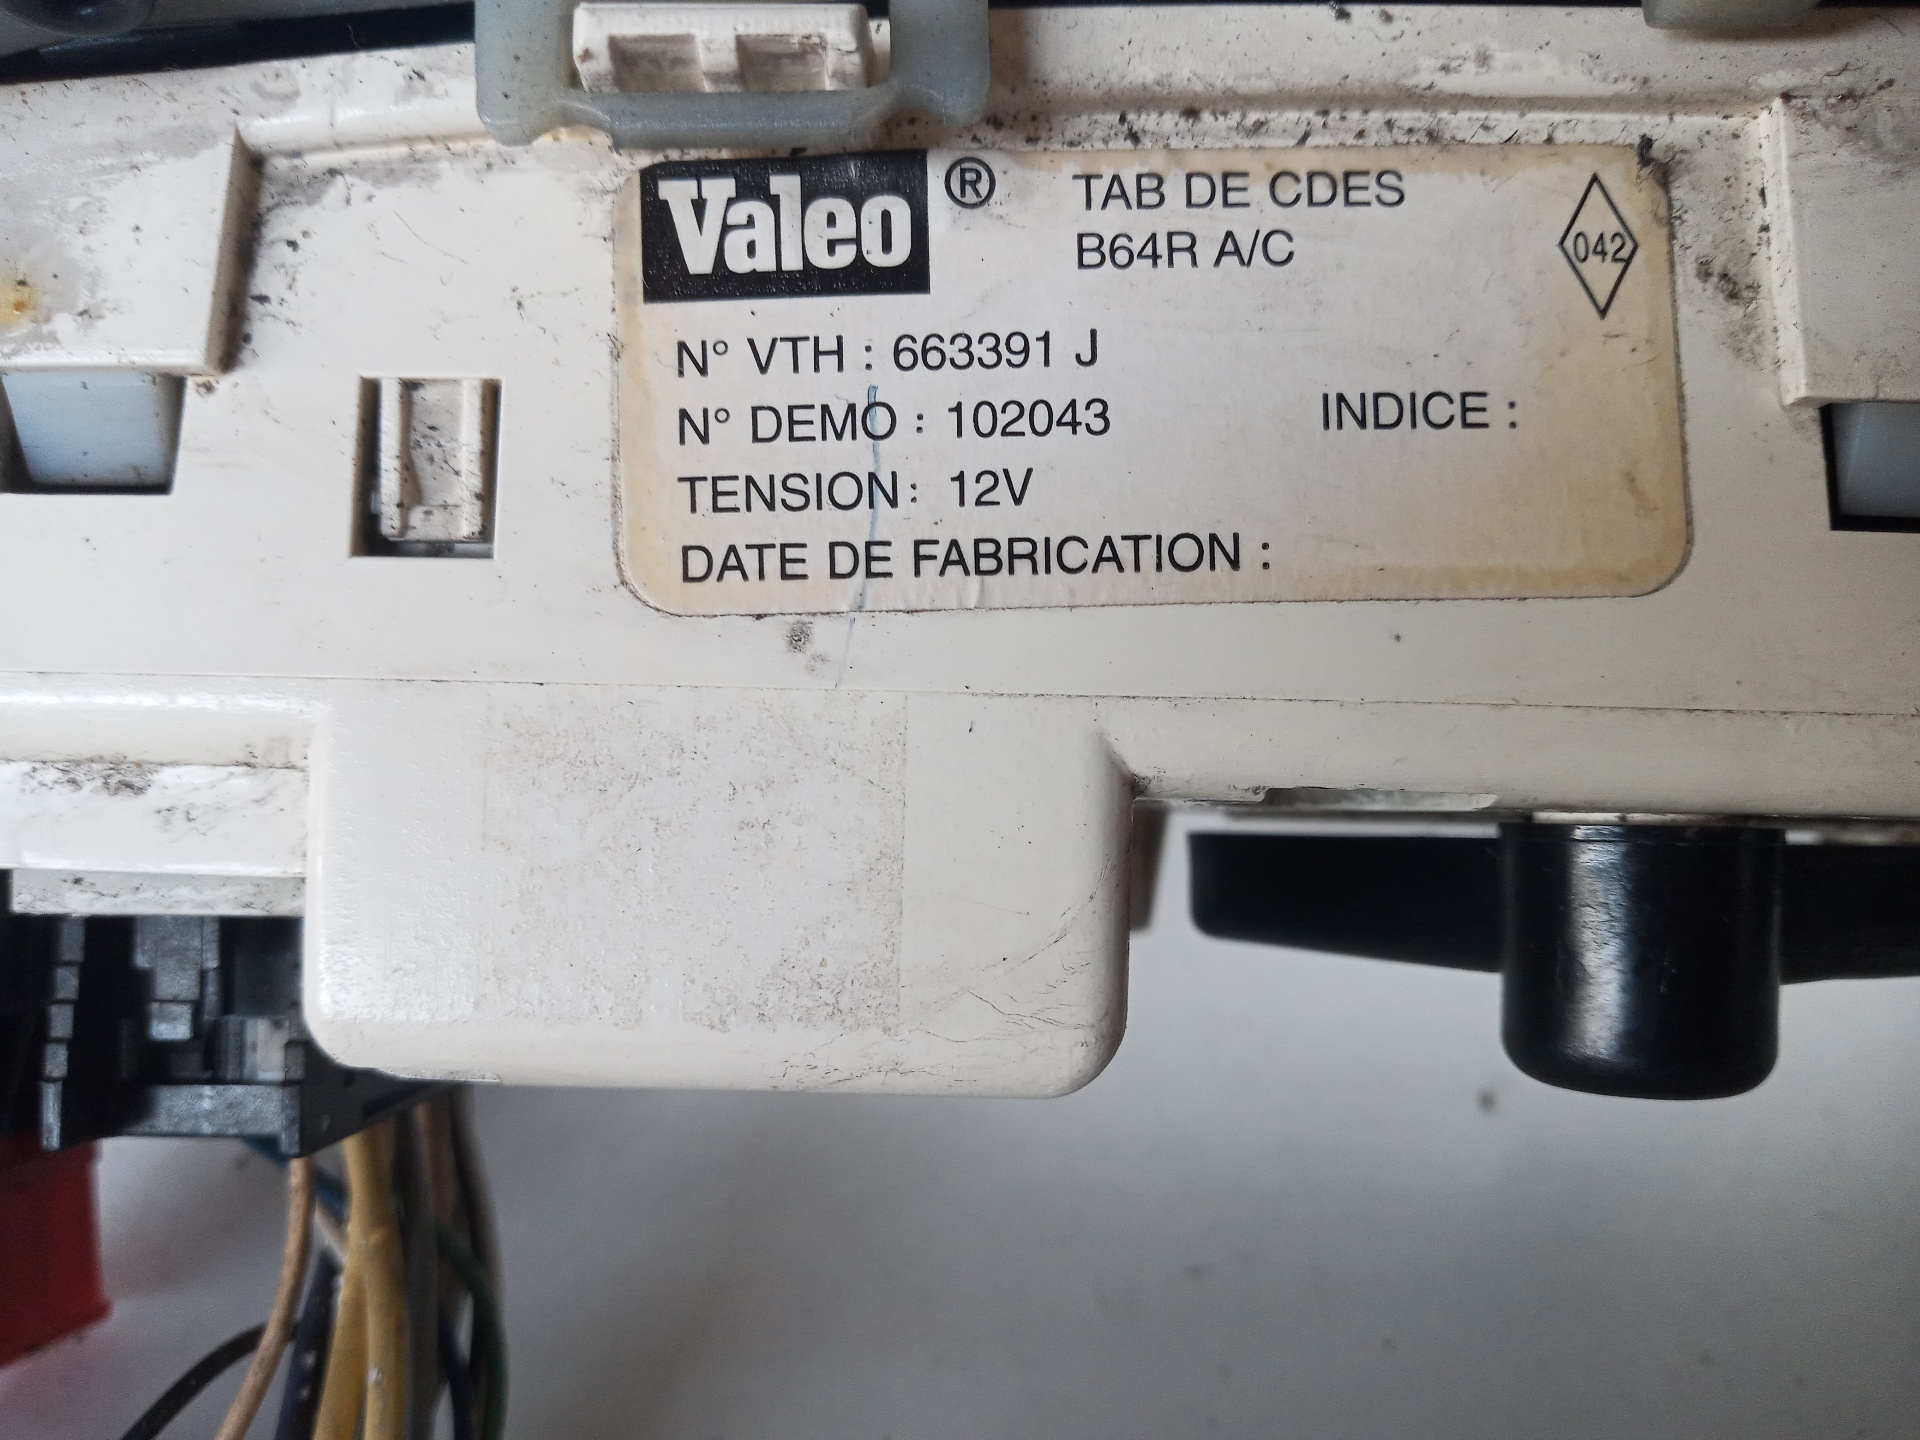 Valeo ® TAB DE CDES
B64R A/C
042
N° VTH : 663391 J
N° DEMO : 102043 INDICE :
TENSION : 12V
DATE DE FABRICATION :